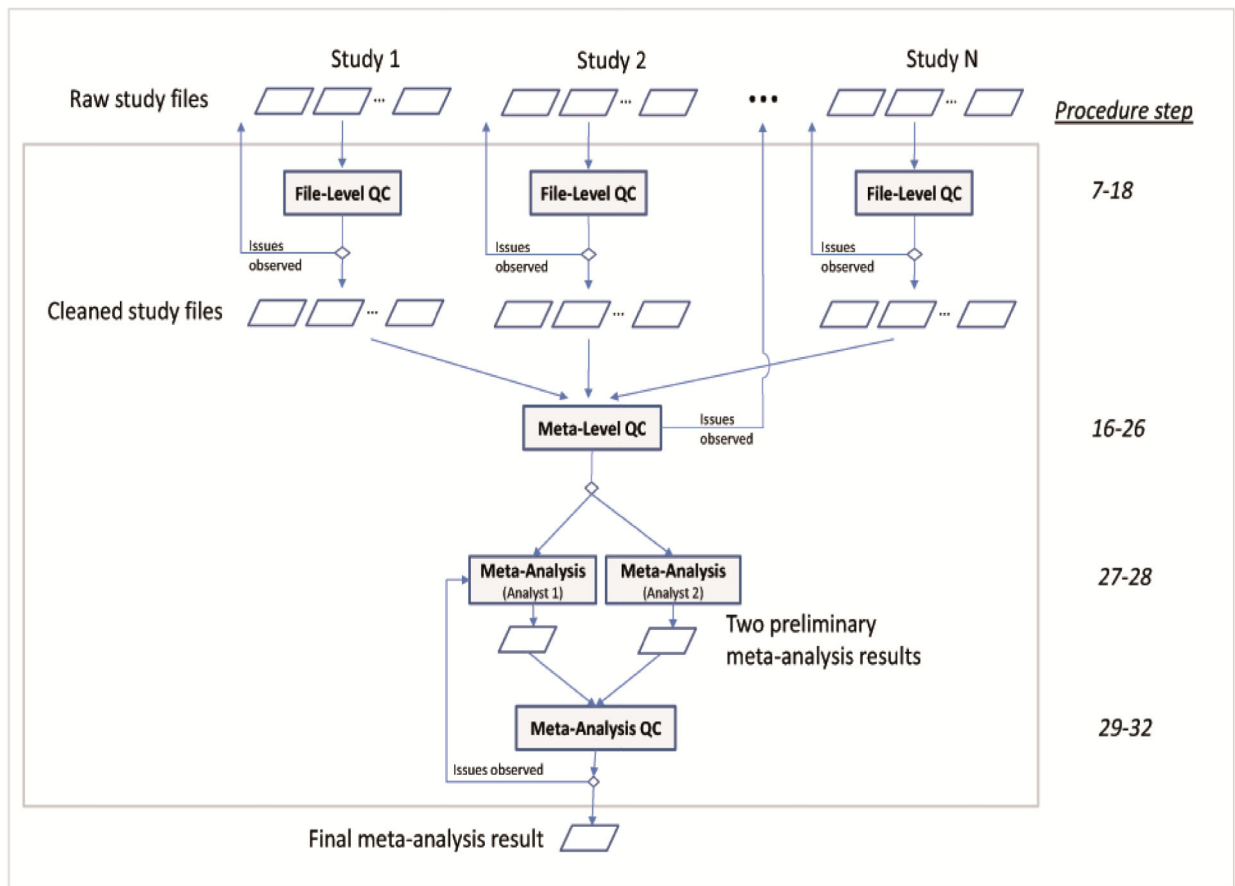 Study 1
Study 2
Study N
Raw study files
...
...
...
...
Procedure step
File-Level QC
File-Level QC
File-Level QC
7-18
Issues
observed
Issues
observed
Issues
observed
Cleaned study files
...
...
...
Meta-Level QC
Issues
observed
16-26
Meta-Analysis
(Analyst 1)
Meta-Analysis
(Analyst 2)
27-28
Two preliminary
meta-analysis results
Meta-Analysis QC
29-32
Issues observed
Final meta-analysis result